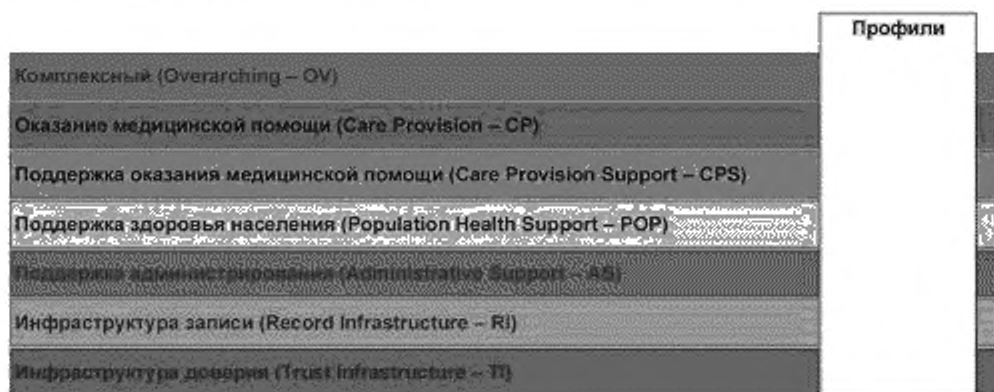 Профили
Комплексный (Overarching – OV)
Оказание медицинской помощи (Care Provision – CP)
Поддержка оказания медицинской помощи (Care Provision Support – CPS)
Поддержка здоровья населения (Population Health Support – POP)
Поддержка администрирования (Administrative Support – AS)
Инфраструктура записи (Record Infrastructure – RI)
Инфраструктура доверия (Trust Infrastructure – TI)